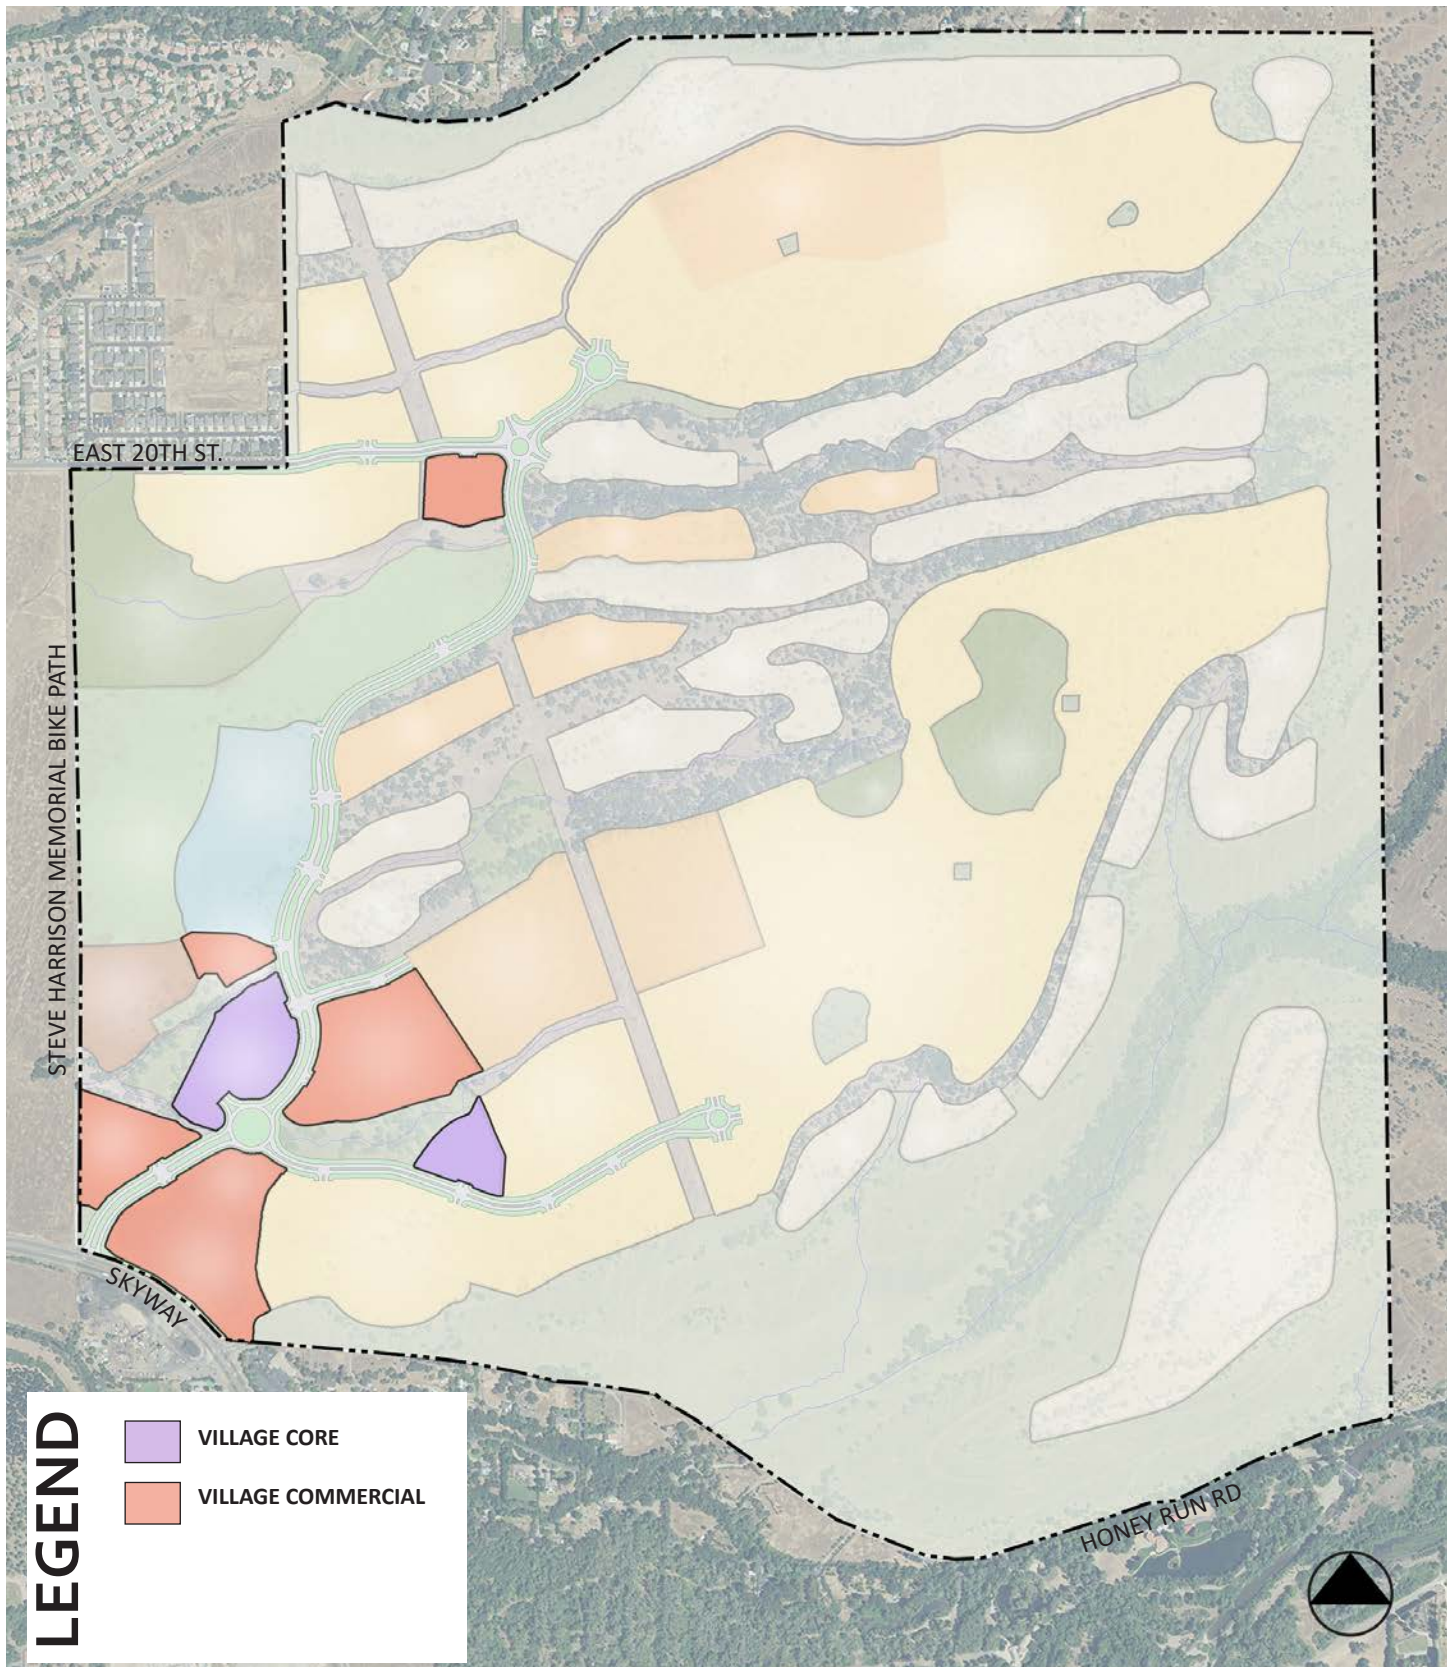 EAST 20TH ST.
STEVE HARRISON MEMORIAL BIKE PATH
SKYWAY
HONEY RUN RD
LEGEND
VILLAGE CORE
VILLAGE COMMERCIAL